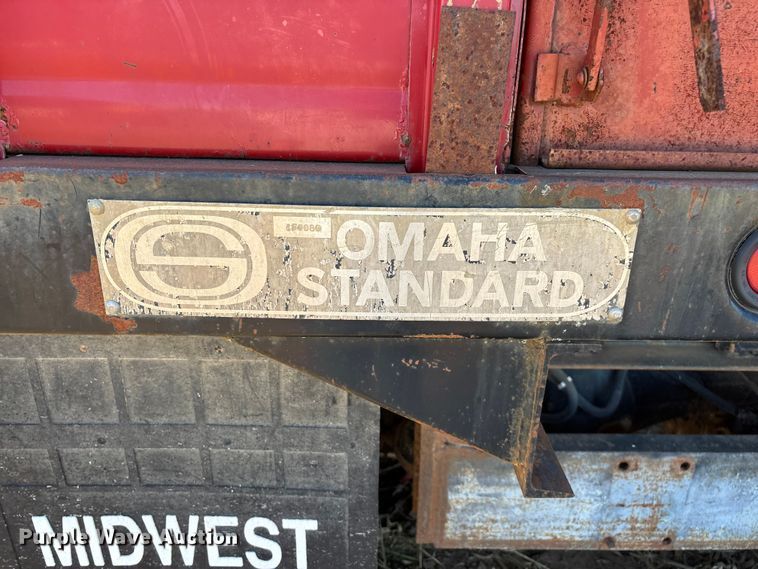 OMAHA
STANDARD
MIDWEST
Purple Wave Auction